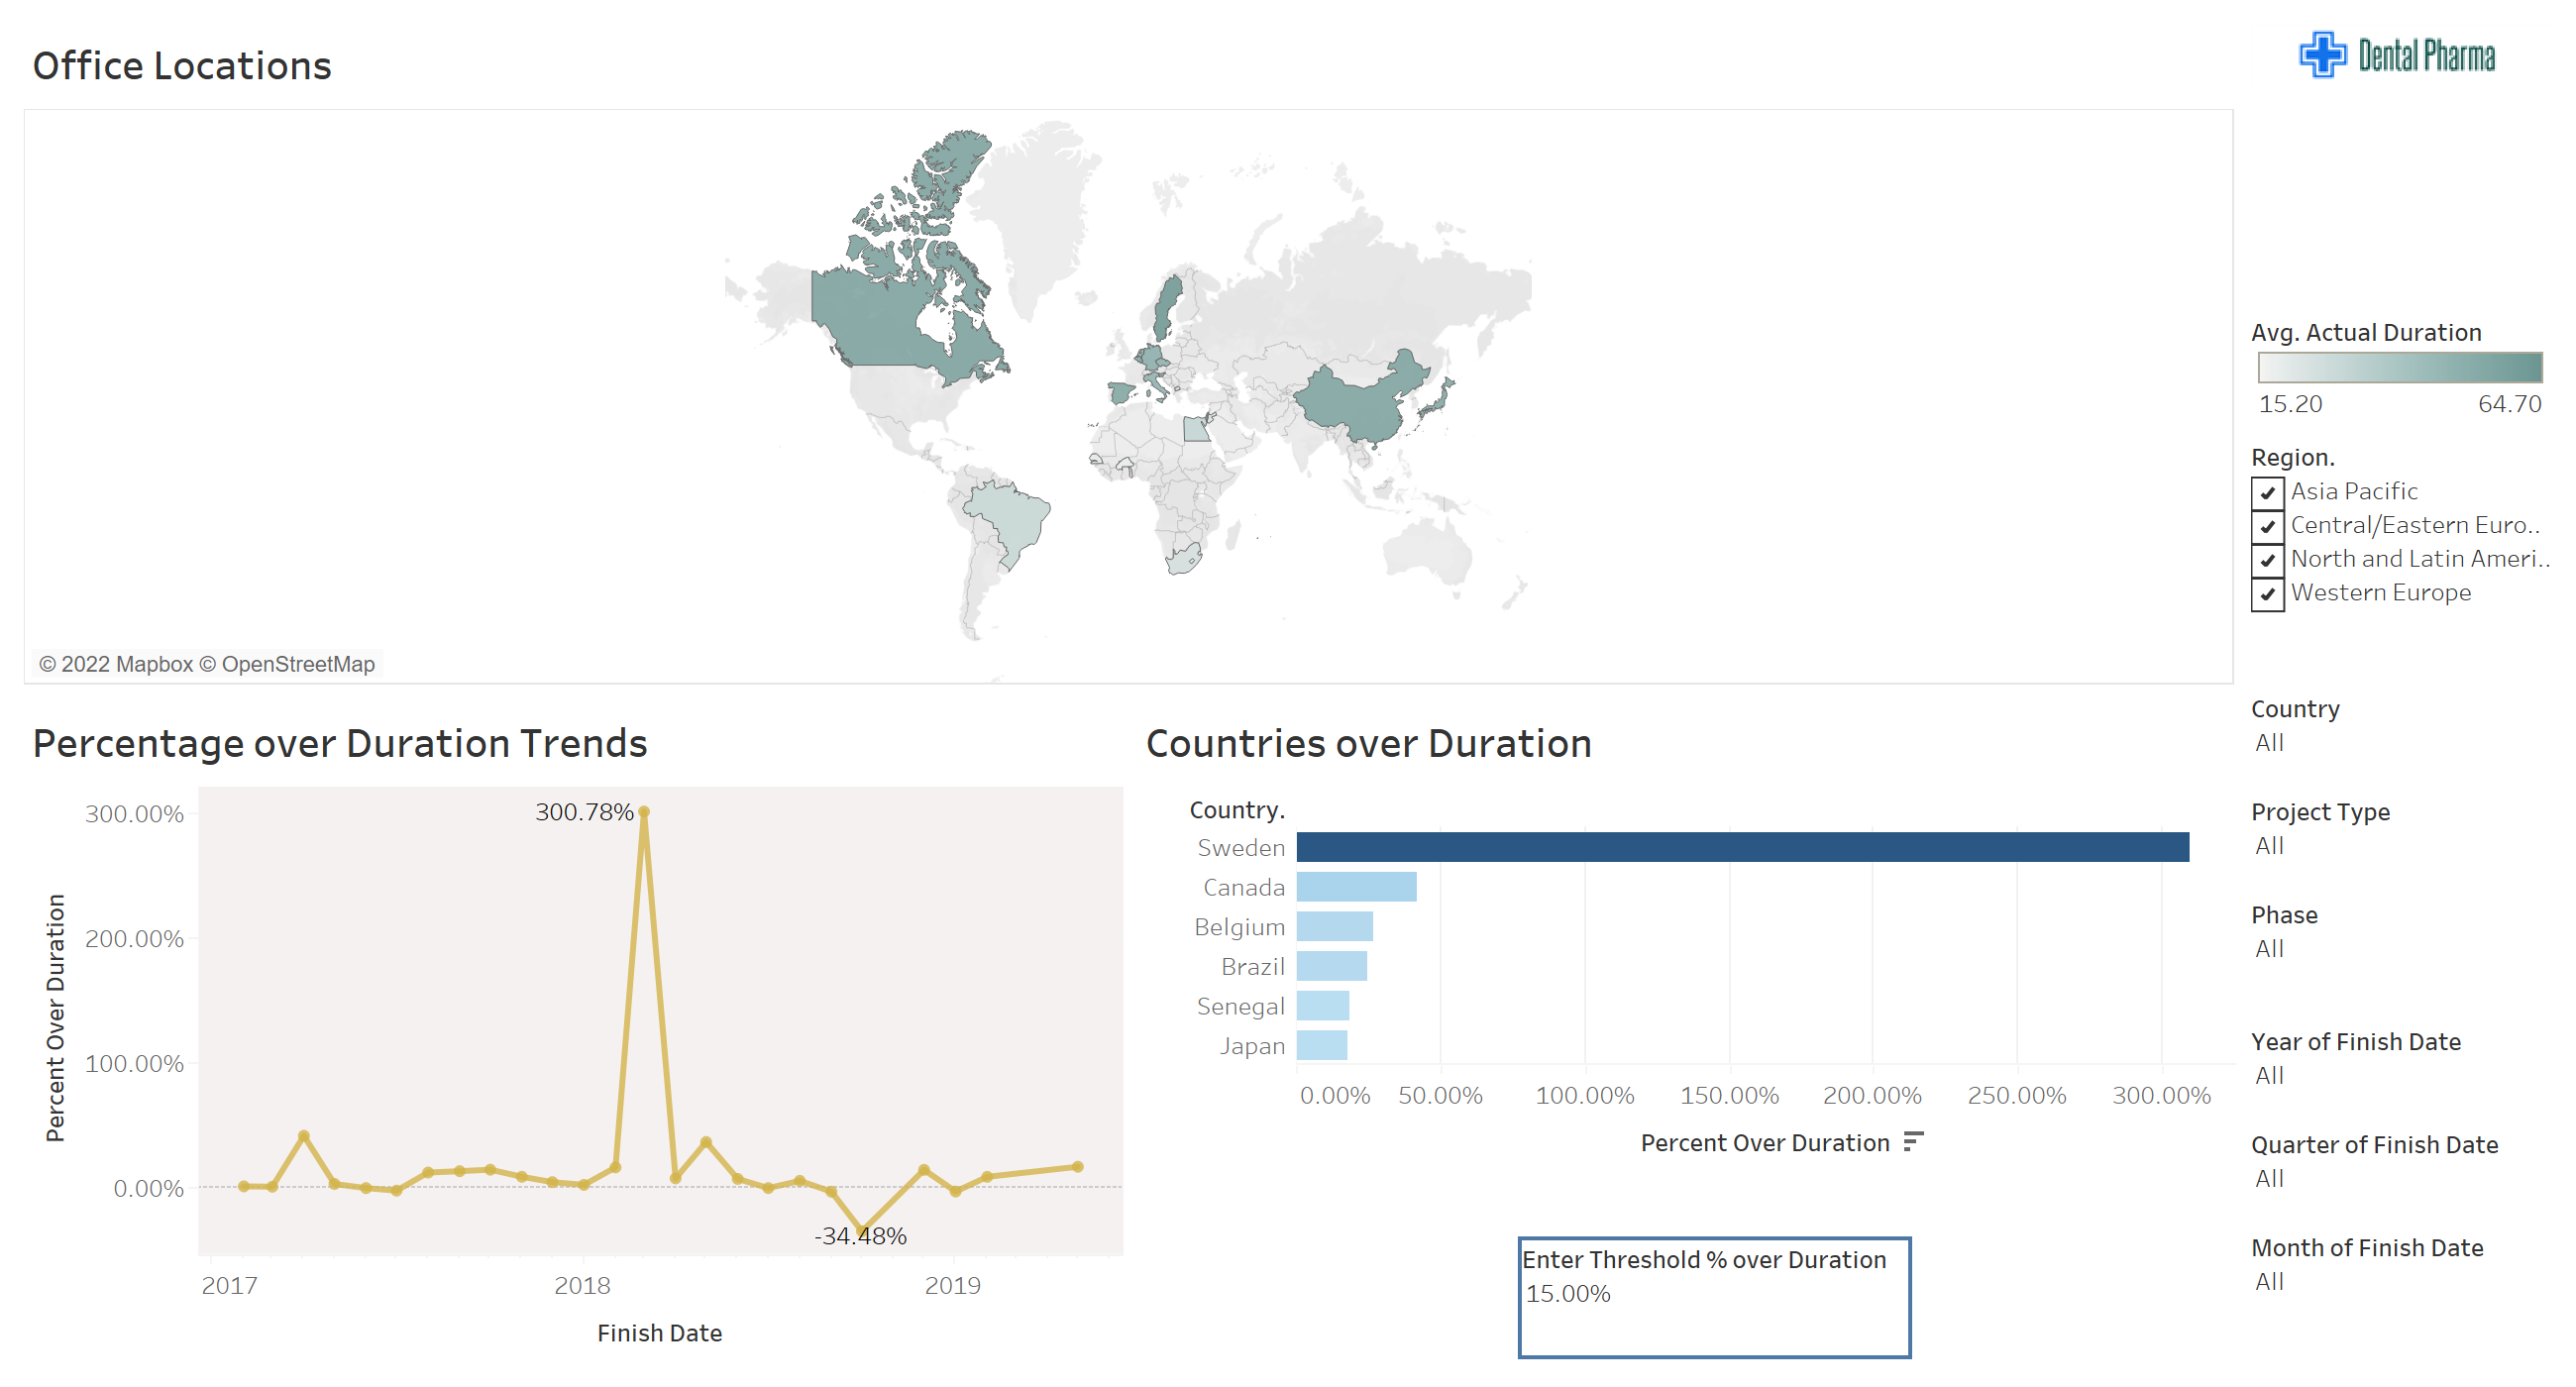 Office Locations
Dental Pharma
© 2022 Mapbox © OpenStreetMap
Avg. Actual Duration
15.20
64.70
Region.
Asia Pacific
Central/Eastern Euro..
North and Latin Ameri..
Western Europe
Country
All
Project Type
All
Phase
All
Year of Finish Date
All
Quarter of Finish Date
All
Month of Finish Date
All
Percentage over Duration Trends
Percent Over Duration
300.00%
200.00%
100.00%
0.00%
300.78%
-34.48%
2017
2018
2019
Finish Date
Countries over Duration
Country.
Sweden
Canada
Belgium
Brazil
Senegal
Japan
0.00%
50.00%
100.00%
150.00%
200.00%
250.00%
300.00%
Percent Over Duration
Enter Threshold % over Duration
15.00%